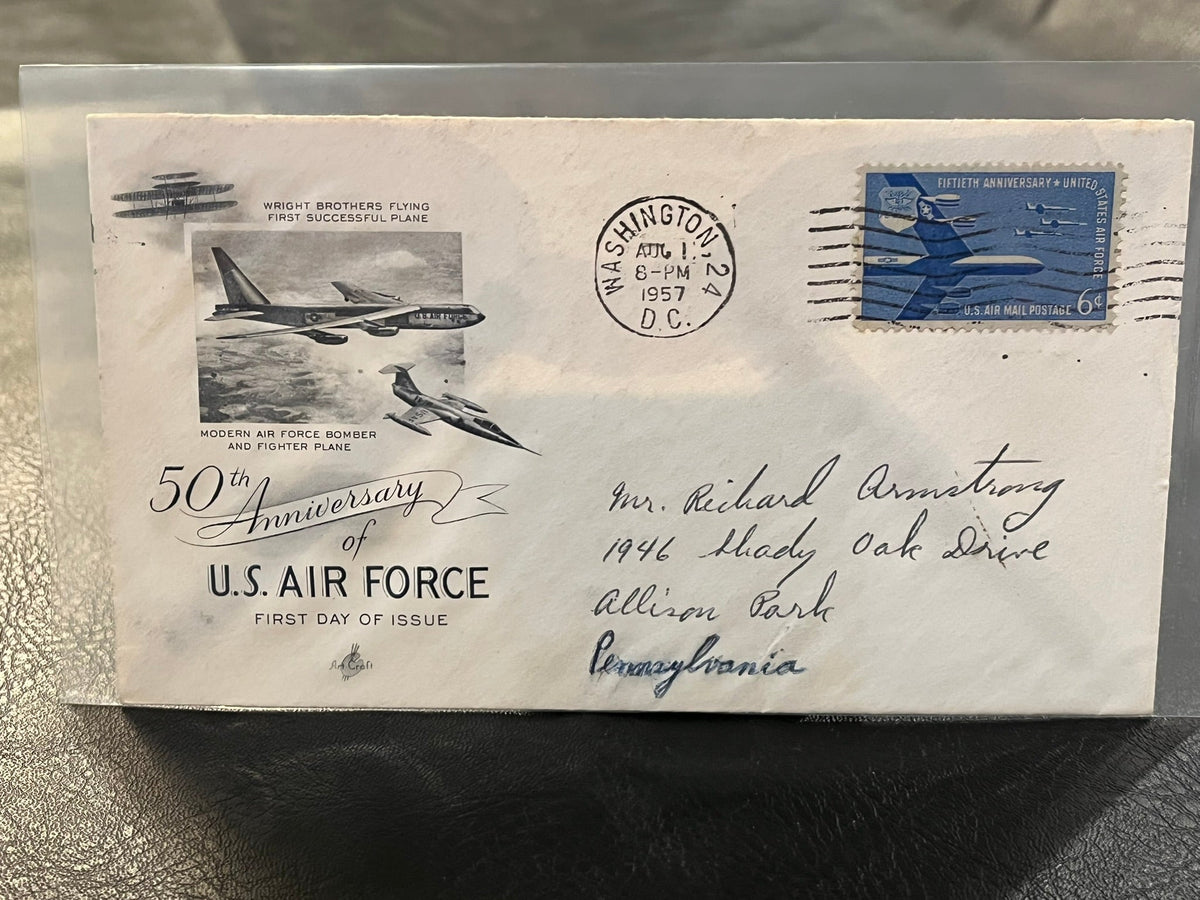 WRIGHT BROTHERS FLYING
FIRST SUCCESSFUL PLANE
U.S. AIR FORCE
MODERN AIR FORCE BOMBER
AND FIGHTER PLANE
50th Anniversary
of
U.S. AIR FORCE
FIRST DAY OF ISSUE
Art Craft
WASHINGTON, 24
AUG 1,
8-PM
1957
D.C.
FIFTIETH ANNIVERSARY ★ UNITED STATES AIR FORCE
U.S. AIR MAIL POSTAGE 6¢
Mr. Richard Armstrong
1946 Shady Oak Drive
Allison Park
Pennsylvania